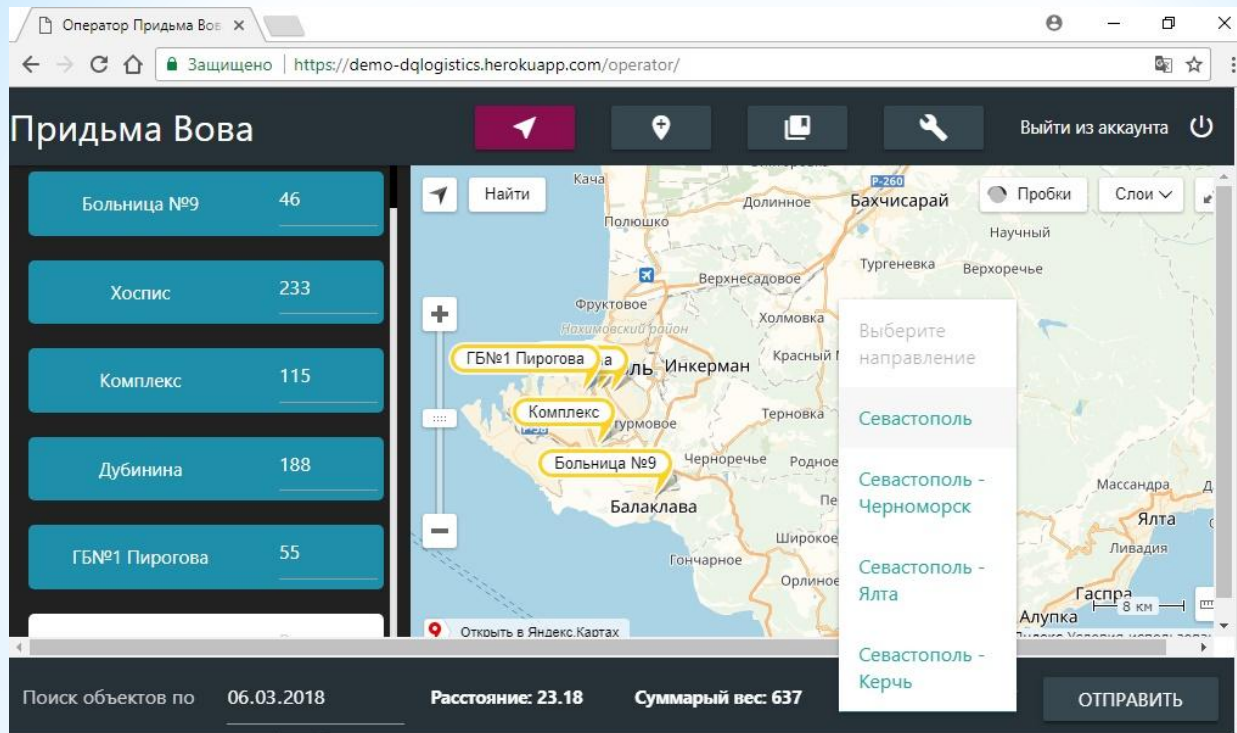 Оператор Придьма Вов
Защищено | https://demo-dqlogistics.herokuapp.com/operator/
Придьма Вова
Выйти из аккаунта
Больница №9 46
Хоспис 233
Комплекс 115
Дубинина 188
ГБ№1 Пирогова 55
Найти
Пробки
Слои
Кача
Р-260
Долинное
Бахчисарай
Полюшко
Научный
Тургеневка
Верхоречье
Верхнесадовое
Фруктовое
Холмовка
Нахимовский район
ГБ№1 Пирогова
а
ль
Инкерман
Красный
Комплекс
турмовое
Терновка
Больница №9
Черноречье
Родное
Балаклава
Широкое
Гончарное
Орлиное
Массандра
Ялта
Ливадия
Гаспра
8 км
Алупка
Открыть в Яндекс.Картах
Выберите
направление
Севастополь
Севастополь -
Черноморск
Севастополь -
Ялта
Севастополь -
Керчь
Поиск объектов по 06.03.2018
Расстояние: 23.18
Суммарый вес: 637
ОТПРАВИТЬ